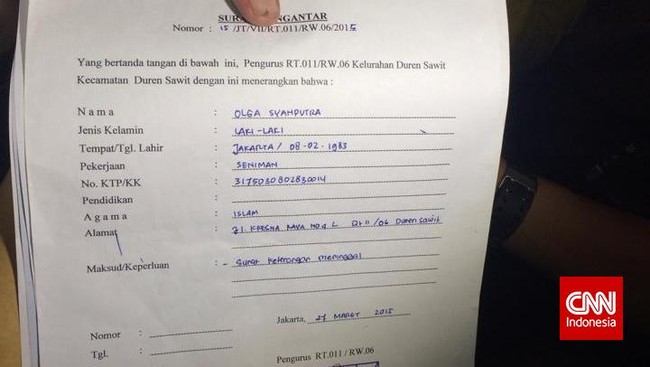 SURAT PENGANTAR
Nomor : 15 /JT/VII/RT.011/RW.06/2015
Yang bertanda tangan di bawah ini, Pengurus RT.011/RW.06 Kelurahan Duren Sawit
Kecamatan Duren Sawit dengan ini menerangkan bahwa :
N a m a : OLGA SYAHPUTRA
Jenis Kelamin : LAKI-LAKI
Tempat/Tgl. Lahir : JAKARTA / 08-02-1983
Pekerjaan : SENIMAN
No. KTP/KK : 3175030802830014
Pendidikan :
A g a m a : ISLAM
Alamat : Jl. KRESNA RAYA NO 4 L Rt 11 /06 Duren Sawit
Maksud/Keperluan : - Surat Keterangan meninggal
Jakarta, 27 MARET 2015
Nomor :
Tgl. :
Pengurus RT.011 / RW.06
CNN
Indonesia